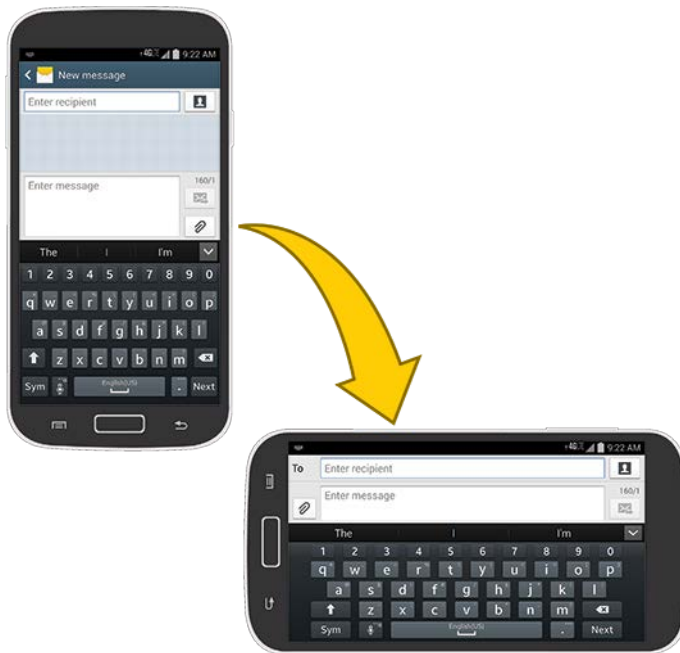 4G 9:22 AM
New message
Enter recipient
160/1
Enter message
The I I'm
1 2 3 4 5 6 7 8 9 0
q w e r t y u i o p
a s d f g h j k l
z x c v b n m
Sym English(US) . Next
4G 9:22 AM
To Enter recipient
Enter message 160/1
The I I'm
1 2 3 4 5 6 7 8 9 0
q w e r t y u i o p
a s d f g h j k l
z x c v b n m
Sym English(US) . Next